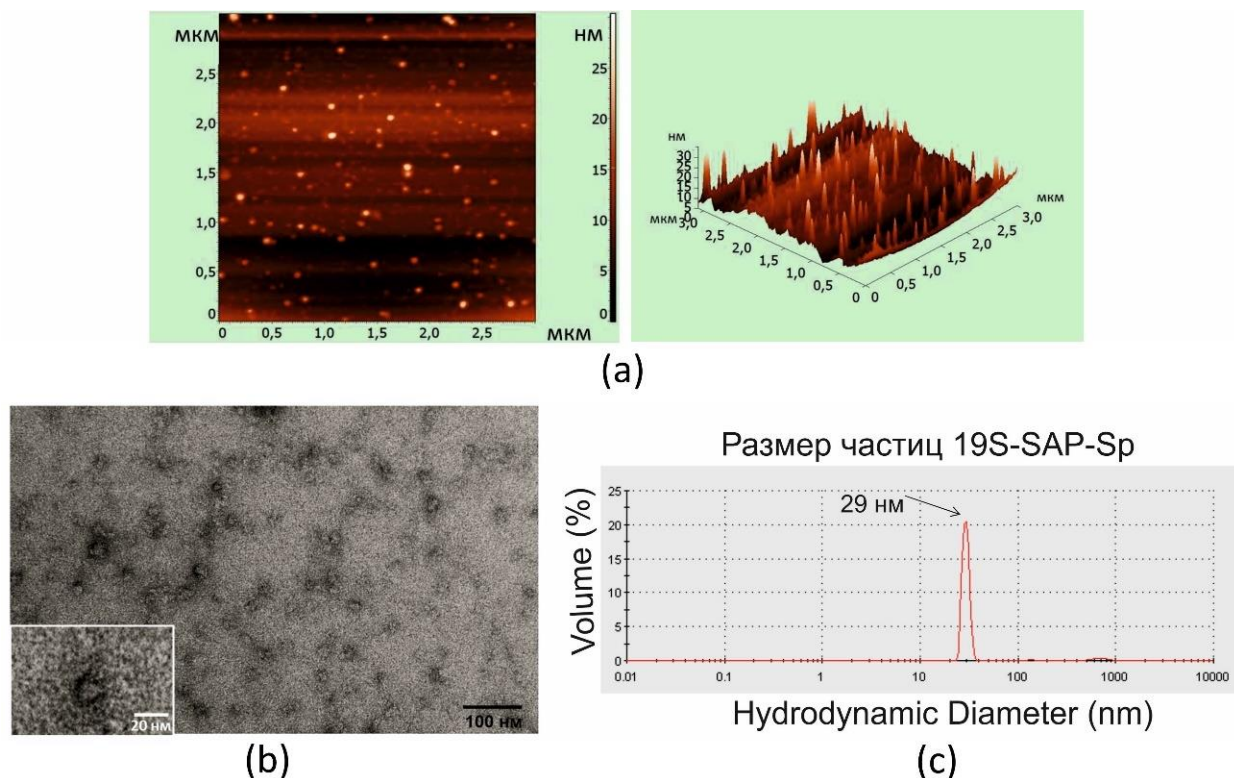 МКМ
2,5
2,0
1,5
1,0
0,5
0
0 0,5 1,0 1,5 2,0 2,5
МКМ
НМ
25
20
15
10
5
0
НМ
30
25
20
15
10
5
0
МКМ
3,0
2,5
2,0
1,5
1,0
0,5
0
0
0,5
1,0
1,5
2,0
2,5
3,0
МКМ
(a)
20 НМ
100 НМ
(b)
Размер частиц 19S-SAP-Sp
29 нм
Volume (%)
25
20
15
10
5
0
0.01 0.1 1 10 100 1000 10000
Hydrodynamic Diameter (nm)
(c)